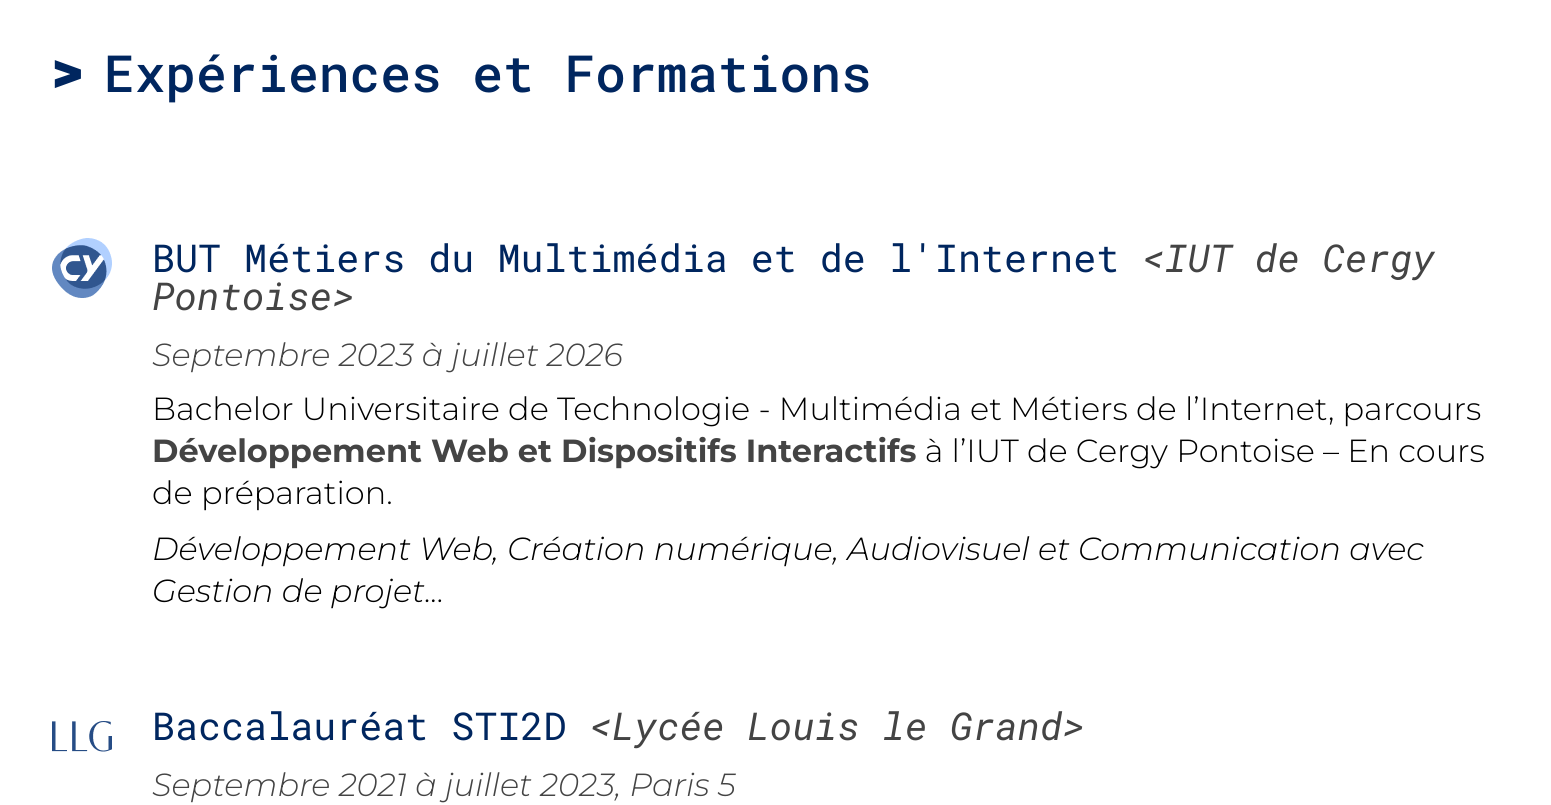 > Expériences et Formations
CY
BUT Métiers du Multimédia et de l'Internet <IUT de Cergy
Pontoise>
Septembre 2023 à juillet 2026
Bachelor Universitaire de Technologie - Multimédia et Métiers de l’Internet, parcours
Développement Web et Dispositifs Interactifs à l’IUT de Cergy Pontoise – En cours
de préparation.
Développement Web, Création numérique, Audiovisuel et Communication avec
Gestion de projet...
LLG
Baccalauréat STI2D <Lycée Louis le Grand>
Septembre 2021 à juillet 2023, Paris 5